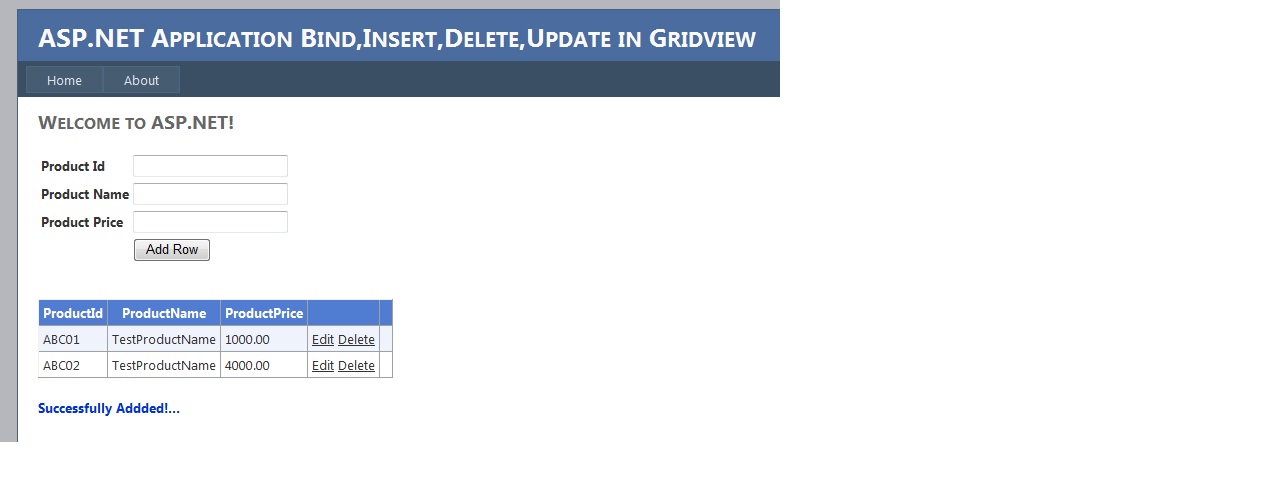 ASP.NET Application Bind,Insert,Delete,Update in Gridview
Home About
Welcome to ASP.NET!
Product Id
Product Name
Product Price
Add Row
ProductId ProductName ProductPrice
ABC01 TestProductName 1000.00 Edit Delete
ABC02 TestProductName 4000.00 Edit Delete
Successfully Addded!...